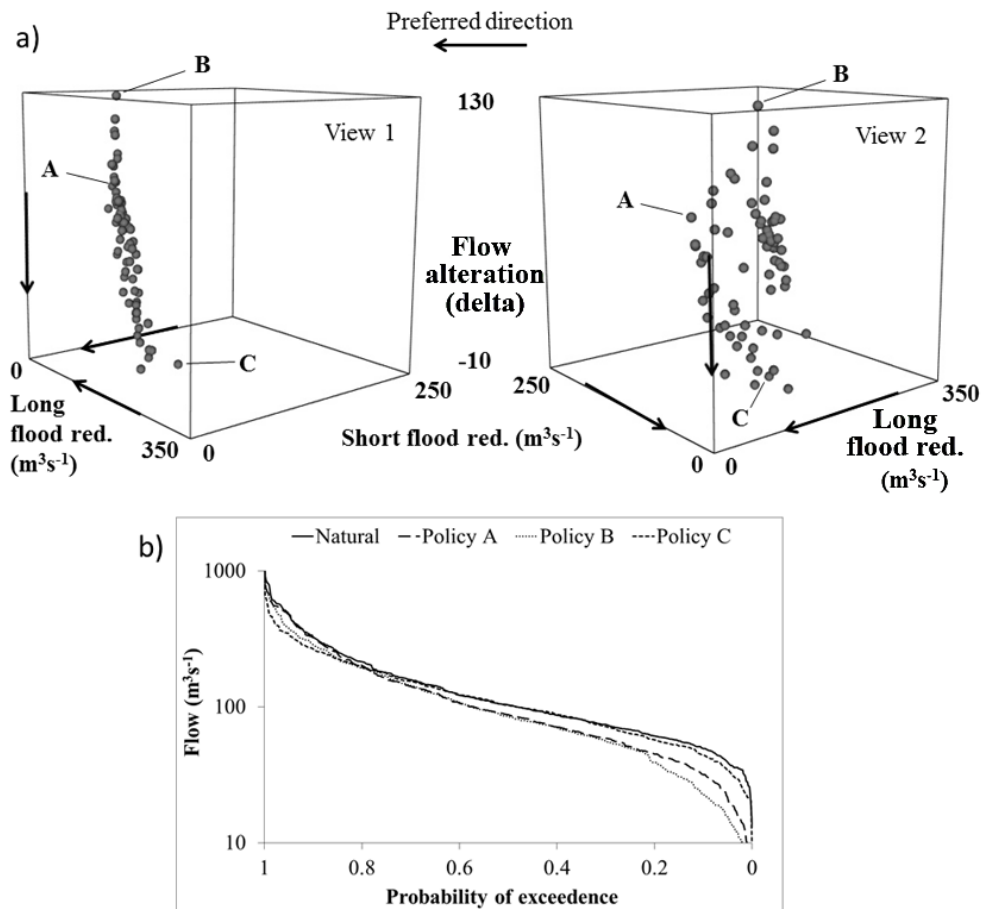 a)
Preferred direction
B
View 1
A
C
0
Long
flood red.
(m³s⁻¹)
350
0
250
Short flood red. (m³s⁻¹)
130
Flow
alteration
(delta)
-10
B
View 2
A
C
250
0
0
350
Long
flood red.
(m³s⁻¹)
b)
Natural Policy A Policy B Policy C
1000
100
10
Flow (m³s⁻¹)
1 0.8 0.6 0.4 0.2 0
Probability of exceedence